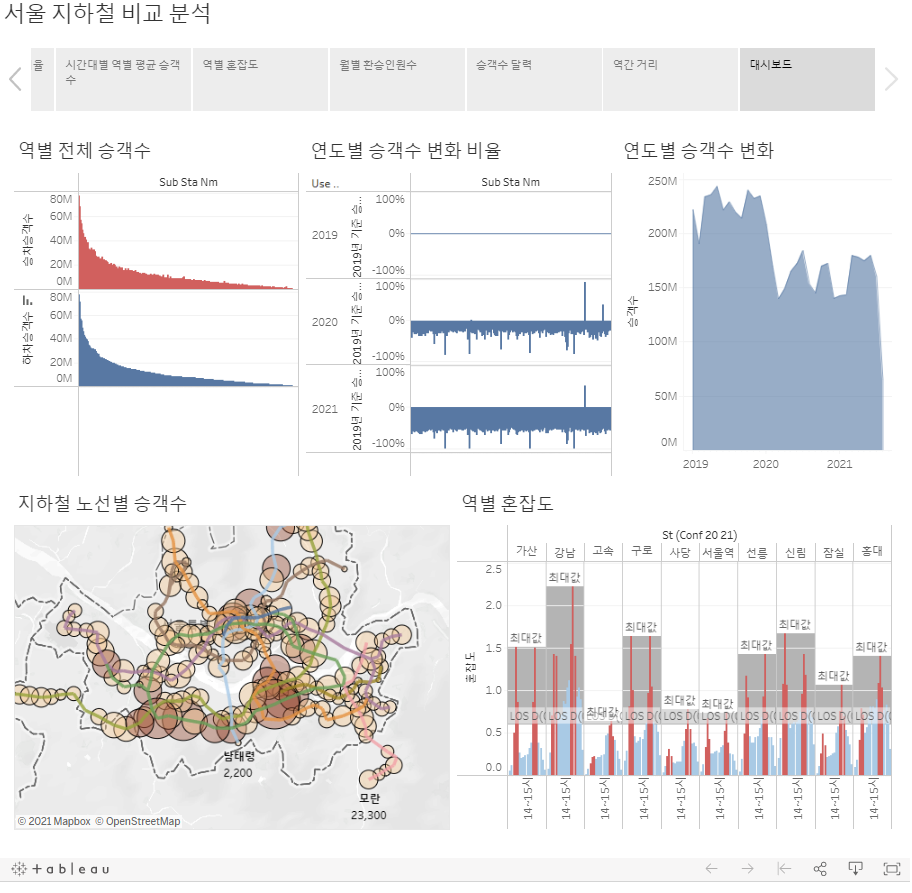 서울 지하철 비교 분석
율
시간대별 역별 평균 승객
수
역별 혼잡도
월별 환승인원수
승객수 달력
역간 거리
대시보드
역별 전체 승객수
Sub Sta Nm
승차승객수
80M
60M
40M
20M
0M
하차승객수
80M
60M
40M
20M
0M
연도별 승객수 변화 비율
Use ..
Sub Sta Nm
2019
2019년 기준 승...
100%
0%
-100%
2020
2019년 기준 승...
100%
0%
-100%
2021
2019년 기준 승...
100%
0%
-100%
연도별 승객수 변화
승객수
250M
200M
150M
100M
50M
0M
2019
2020
2021
지하철 노선별 승객수
남태령
2,200
모란
23,300
© 2021 Mapbox © OpenStreetMap
역별 혼잡도
St (Conf 20 21)
가산
강남
고속
구로
사당
서울역
선릉
신림
잠실
홍대
혼잡도
2.5
2.0
1.5
1.0
0.5
0.0
최대값
최대값
최대값
최대값
최대값
최대값
최대값
최대값
최대값
최대값
LOS D((
LOS D((
LOS D((
LOS D((
LOS D((
LOS D((
LOS D((
LOS D((
LOS D((
14~15시
14~15시
14~15시
14~15시
14~15시
14~15시
14~15시
14~15시
14~15시
14~15시
+ableau